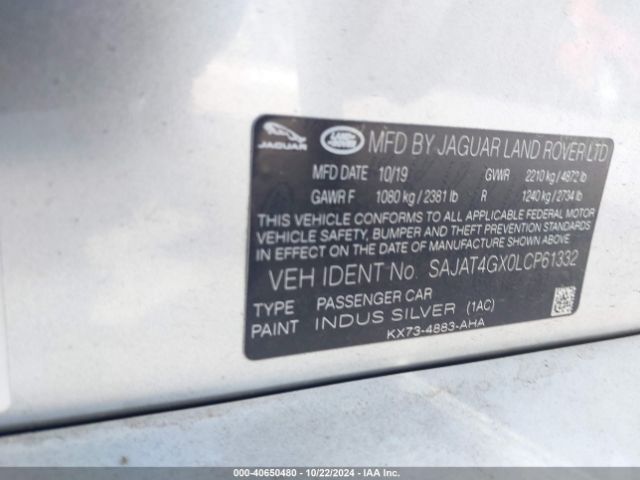 JAGUAR LAND ROVER MFD BY JAGUAR LAND ROVER LTD
MFD DATE 10/19 GVWR 2210 kg / 4872 lb
GAWR F 1080 kg / 2381 lb R 1240 kg / 2734 lb
THIS VEHICLE CONFORMS TO ALL APPLICABLE FEDERAL MOTOR
VEHICLE SAFETY, BUMPER, AND THEFT PREVENTION STANDARDS
IN EFFECT ON THE DATE OF MANUFACTURE SHOWN ABOVE
VEH IDENT No. SAJAT4GX0LCP61332
TYPE PASSENGER CAR
PAINT INDUS SILVER (1AC)
KX73-4883-AHA
000-40650480 - 10/22/2024 - IAA Inc.